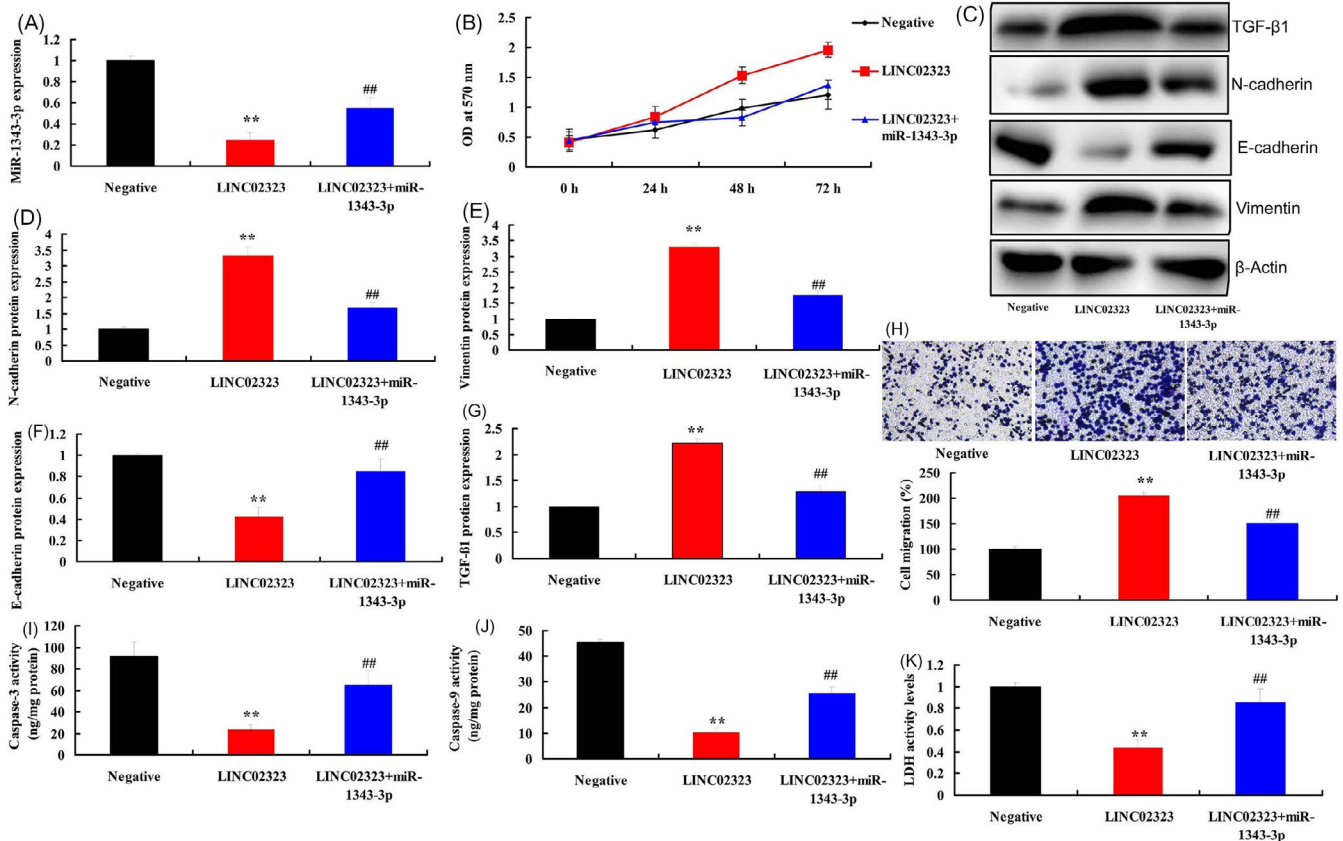 (A)
MiR-1343-3p expression
1.2
1
0.8
0.6
0.4
0.2
0
**
##
Negative
LINC02323
LINC02323+miR-
1343-3p
(B)
OD at 570 nm
2.5
2
1.5
1
0.5
0
0 h
24 h
48 h
72 h
Negative
LINC02323
LINC02323+
miR-1343-3p
(C)
TGF-β1
N-cadherin
E-cadherin
Vimentin
β-Actin
Negative
LINC02323
LINC02323+miR-
1343-3p
(D)
N-cadherin protein expression
4
3.5
3
2.5
2
1.5
1
0.5
0
**
##
Negative
LINC02323
LINC02323+miR-
1343-3p
(E)
Vimentin protein expression
4
3.5
3
2.5
2
1.5
1
0.5
0
**
##
Negative
LINC02323
LINC02323+miR-
1343-3p
(F)
E-cadherin protein expression
1.2
1
0.8
0.6
0.4
0.2
0
**
##
Negative
LINC02323
LINC02323+miR-
1343-3p
(G)
TGF-ß1 protien expression
2.5
2
1.5
1
0.5
0
**
##
Negative
LINC02323
LINC02323+miR-
1343-3p
(H)
Negative
LINC02323
LINC02323+miR-
1343-3p
Cell migration (%)
250
200
150
100
50
0
**
##
Negative
LINC02323
LINC02323+miR-
1343-3p
(I)
Caspase-3 activity
(ng/mg protein)
120
100
80
60
40
20
0
**
##
Negative
LINC02323
LINC02323+miR-
1343-3p
(J)
Caspase-9 activity
(ng/mg protein)
50
40
30
20
10
0
**
##
Negative
LINC02323
LINC02323+miR-
1343-3p
(K)
LDH activity levels
1.2
1
0.8
0.6
0.4
0.2
0
**
##
Negative
LINC02323
LINC02323+miR-
1343-3p